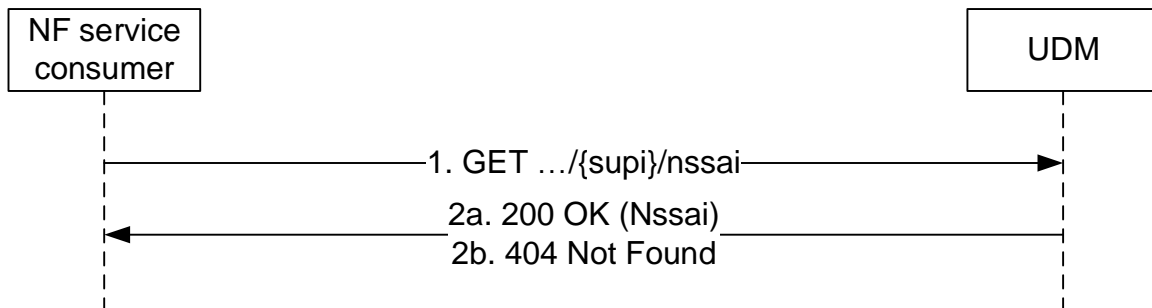 NF service
consumer
UDM
1. GET …/{supi}/nssai
2a. 200 OK (Nssai)
2b. 404 Not Found